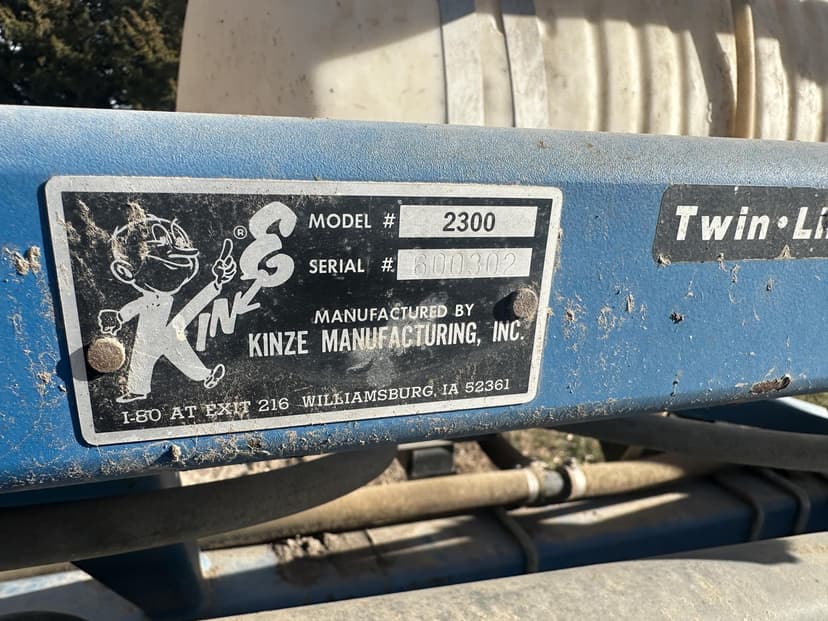 KinzE ®
MODEL # 2300
SERIAL # 600302
MANUFACTURED BY
KINZE MANUFACTURING, INC.
I-80 AT EXIT 216 WILLIAMSBURG, IA 52361
Twin·Li